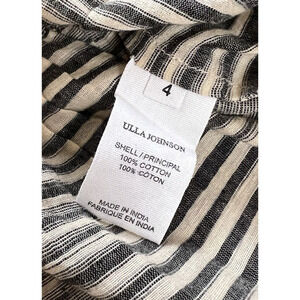 4
ULLA JOHNSON
SHELL / PRINCIPAL
100% COTTON
100% COTON
MADE IN INDIA
FABRIQUE EN INDIA